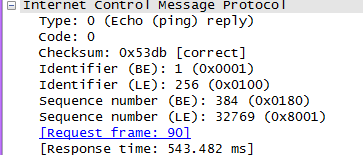 Internet Control Message Protocol
Type: 0 (Echo (ping) reply)
Code: 0
Checksum: 0x53db [correct]
Identifier (BE): 1 (0x0001)
Identifier (LE): 256 (0x0100)
Sequence number (BE): 384 (0x0180)
Sequence number (LE): 32769 (0x8001)
[Request frame: 90]
[Response time: 543.482 ms]